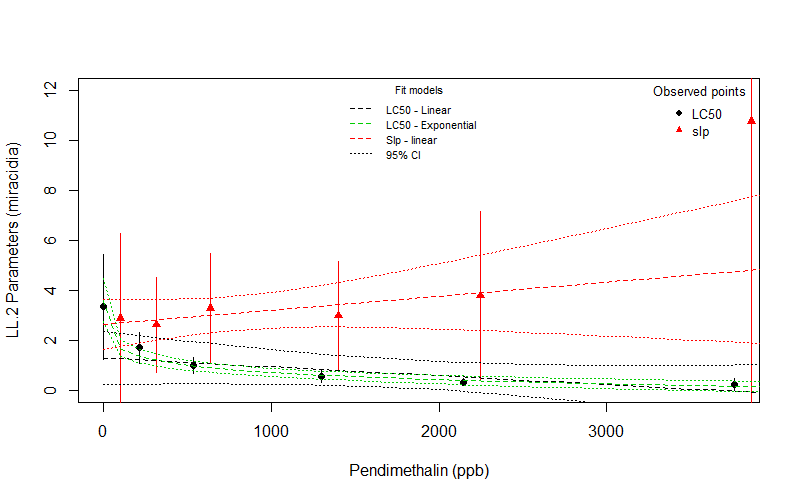 Fit models
LC50 - Linear
LC50 - Exponential
Slp - linear
95% CI
Observed points
LC50
slp
12
10
8
6
4
2
0
LL.2 Parameters (miracidia)
0 1000 2000 3000
Pendimethalin (ppb)